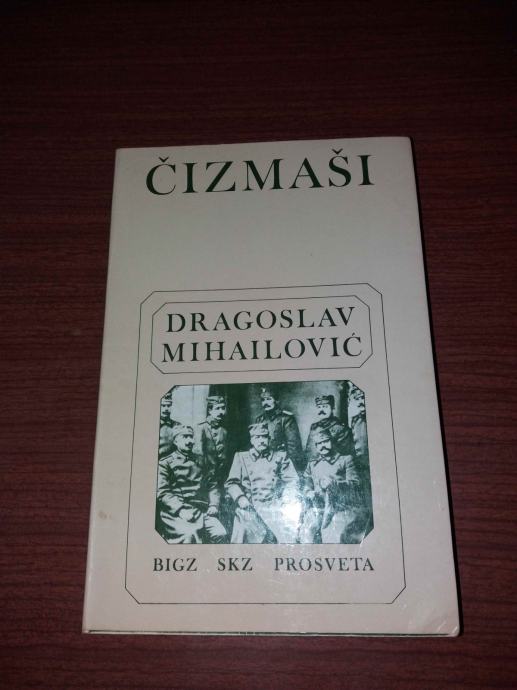 ČIZMAŠI
DRAGOSLAV
MIHAILOVIĆ
BIGZ SKZ PROSVETA